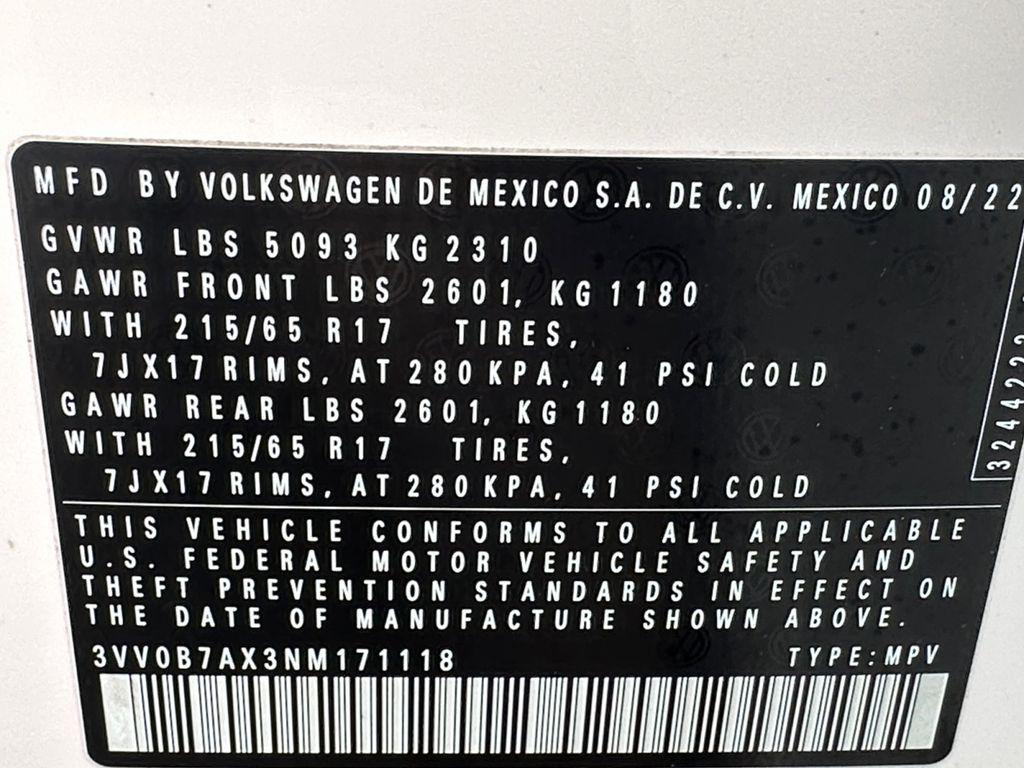 MFD BY VOLKSWAGEN DE MEXICO S.A. DE C.V. MEXICO 08/22
GVWR LBS 5093 KG 2310
GAWR FRONT LBS 2601, KG 1180
WITH 215/65 R17 TIRES,
7JX17 RIMS, AT 280 KPA, 41 PSI COLD
GAWR REAR LBS 2601, KG 1180
WITH 215/65 R17 TIRES,
7JX17 RIMS, AT 280 KPA, 41 PSI COLD
THIS VEHICLE CONFORMS TO ALL APPLICABLE
U.S. FEDERAL MOTOR VEHICLE SAFETY AND
THEFT PREVENTION STANDARDS IN EFFECT ON
THE DATE OF MANUFACTURE SHOWN ABOVE.
3VV0B7AX3NM171118 TYPE: MPV